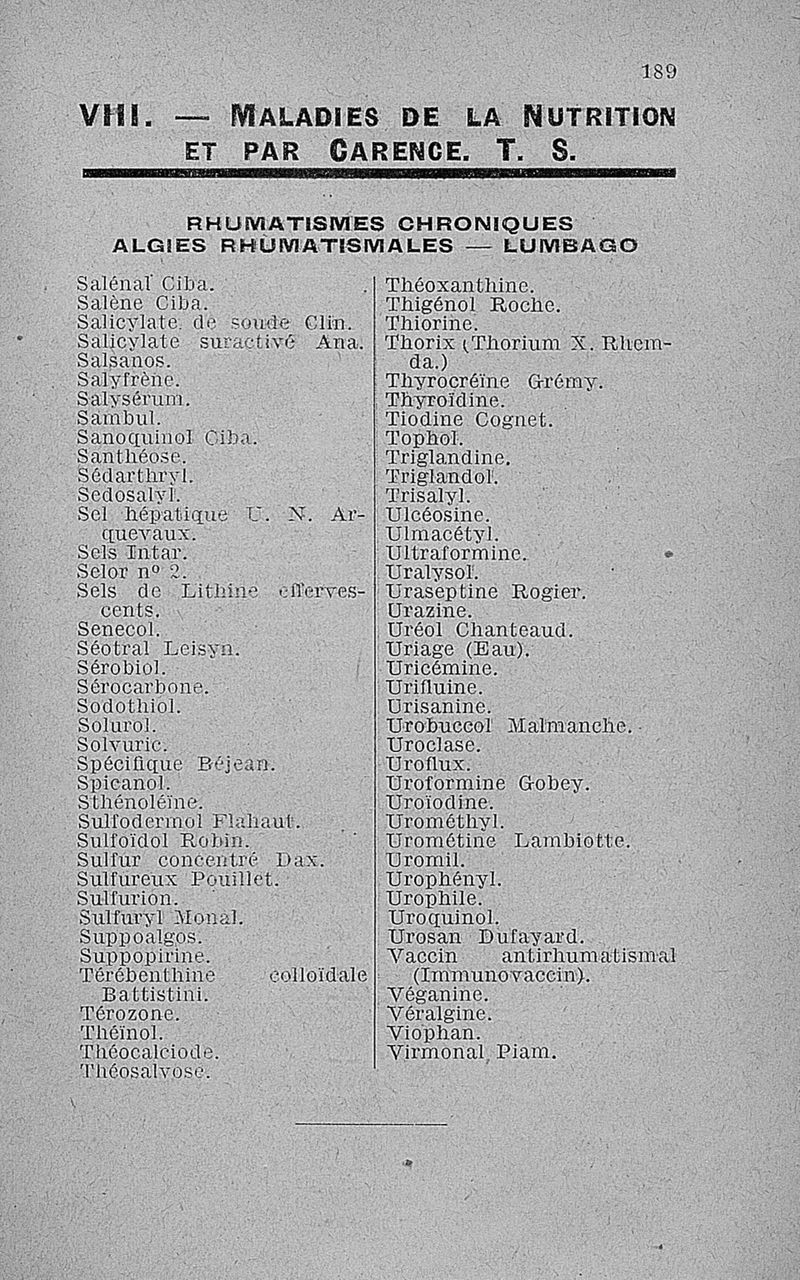 189
VIII. — MALADIES DE LA NUTRITION
ET PAR CARENCE. T. S.
RHUMATISMES CHRONIQUES
ALGIES RHUMATISMALES — LUMBAGO
Salénal Ciba.
Salène Ciba.
Salicylate de soude Clin.
Salicylate suractivé Ana.
Salsanos.
Salyfrène.
Salysérum.
Sambul.
Sanoquinol Ciba.
Santhéose.
Sédarthryl.
Sedosalyl.
Sel hépatique U. N. Ar-
quevaux.
Sels Intar.
Selor nº 2.
Sels de Lithine efferves-
cents.
Senecol.
Séotral Leisyn.
Sérobiol.
Sérocarbone.
Sodothiol.
Solurol.
Solvuric.
Spécifique Béjean.
Spicanol.
Sthénoléïne.
Sulfodermol Flahaut.
Sulfoïdol Robin.
Sulfur concentré Dax.
Sulfureux Pouillet.
Sulfurion.
Sulfuryl Monal.
Suppoalgos.
Suppopirine.
Térébenthine colloïdale
Battistini.
Térozone.
Théïnol.
Théocalciode.
Théosalvose.
Théoxanthine.
Thigénol Roche.
Thiorine.
Thorix (Thorium X. Rhem-
da.)
Thyrocréïne Grémy.
Thyroïdine.
Tiodine Cognet.
Tophol.
Triglandine.
Triglandol.
Trisalyl.
Ulcéosine.
Ulmacétyl.
Ultraformine.
Uralysol.
Uraseptine Rogier.
Urazine.
Uréol Chanteaud.
Uriage (Eau).
Uricémine.
Urifluine.
Urisanine.
Urobuccol Malmanche.
Uroclase.
Uroflux.
Uroformine Gobey.
Uroïodine.
Urométhyl.
Urométine Lambiotte.
Uromil.
Urophényl.
Urophile.
Uroquinol.
Urosan Dufayard.
Vaccin antirhumatismal
(Immunovaccin).
Véganine.
Véralgine.
Viophan.
Virmonal Piam.